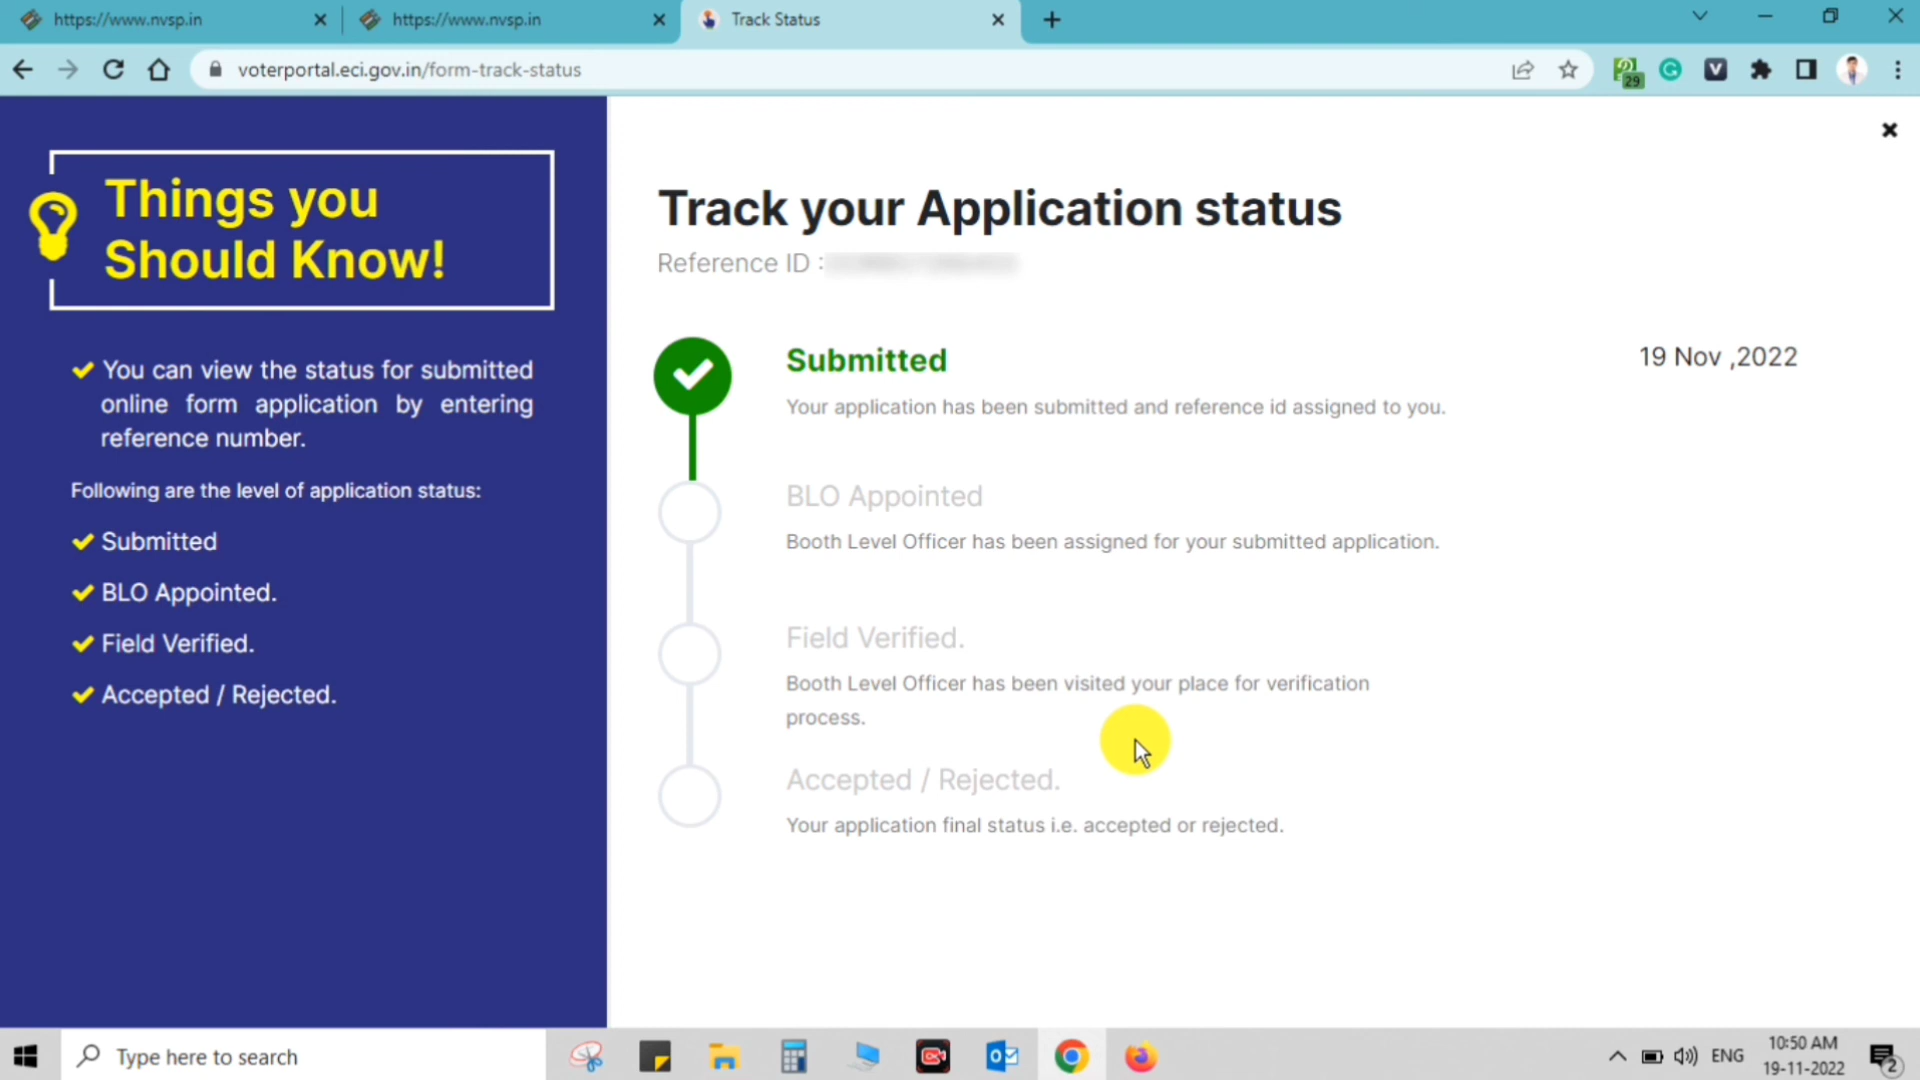 https://www.nvsp.in
https://www.nvsp.in
Track Status
voterportal.eci.gov.in/form-track-status
29
Things you
Should Know!
You can view the status for submitted
online form application by entering
reference number.
Following are the level of application status:
Submitted
BLO Appointed.
Field Verified.
Accepted / Rejected.
Track your Application status
Reference ID :
Submitted
19 Nov ,2022
Your application has been submitted and reference id assigned to you.
BLO Appointed
Booth Level Officer has been assigned for your submitted application.
Field Verified.
Booth Level Officer has been visited your place for verification
process.
Accepted / Rejected.
Your application final status i.e. accepted or rejected.
Type here to search
ENG
10:50 AM
19-11-2022
2